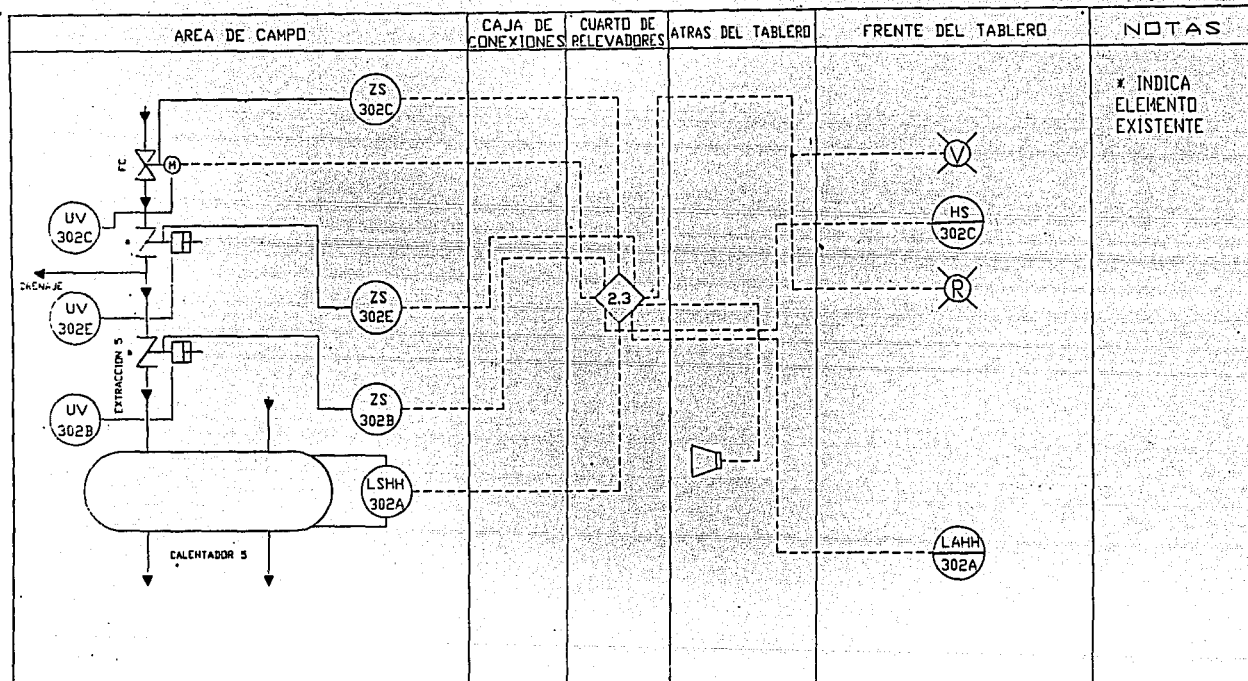 AREA DE CAMPO
CAJA DE
CONEXIONES
CUARTO DE
RELEVADORES
ATRAS DEL TABLERO
FRENTE DEL TABLERO
NOTAS
* INDICA
ELEMENTO
EXISTENTE
ZS
302C
FC
M
V
UV
302C
*
HS
302C
DRENAJE
ZS
302E
2.3
R
UV
302E
*
EXTRACCION 5
ZS
302B
UV
302B
LSHH
302A
LAHH
302A
CALENTADOR 5